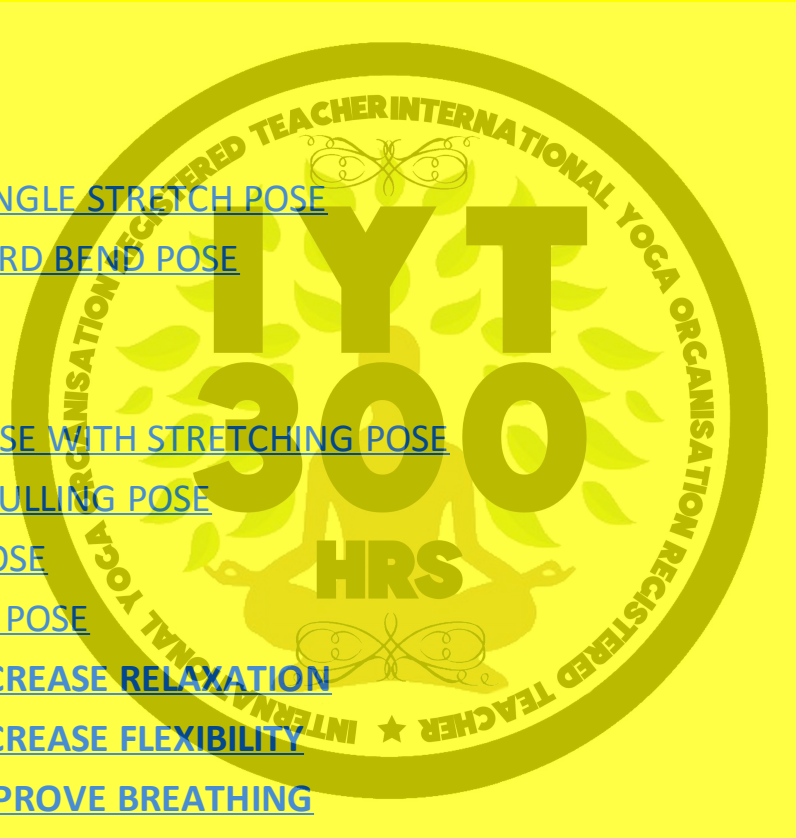 NGLE STRETCH POSE
RD BEND POSE
SE WITH STRETCHING POSE
ULLING POSE
OSE
POSE
CREASE RELAXATION
CREASE FLEXIBILITY
PROVE BREATHING
INTERNATIONAL YOGA ORGANISATION REGISTERED TEACHER
INTERNATIONAL YOGA ORGANISATION REGISTERED TEACHER ★
IYT
300
HRS